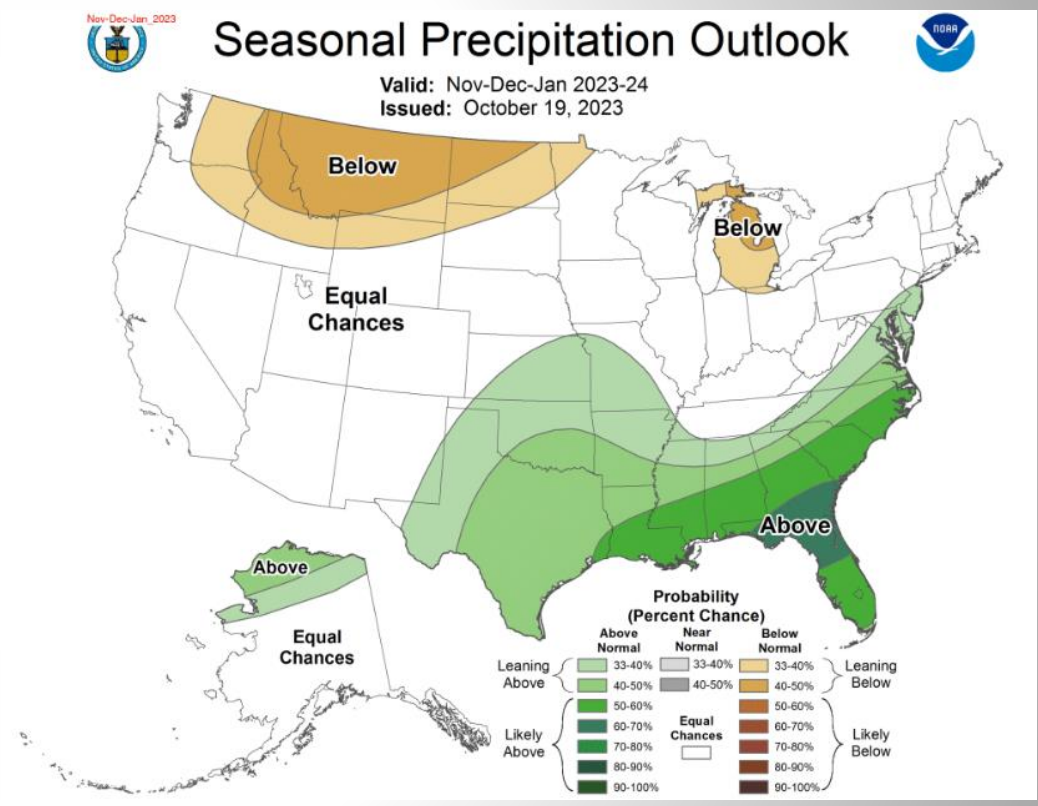 Nov-Dec-Jan_2023
Seasonal Precipitation Outlook
NOAA
Valid: Nov-Dec-Jan 2023-24
Issued: October 19, 2023
Below
Below
Equal
Chances
Above
Above
Equal
Chances
Probability
(Percent Chance)
Above
Normal
Near
Normal
Below
Normal
Leaning
Above
33-40%
33-40%
33-40%
Leaning
Below
40-50%
40-50%
40-50%
Likely
Above
50-60%
50-60%
60-70%
60-70%
70-80%
70-80%
80-90%
80-90%
90-100%
90-100%
Equal
Chances
Likely
Below